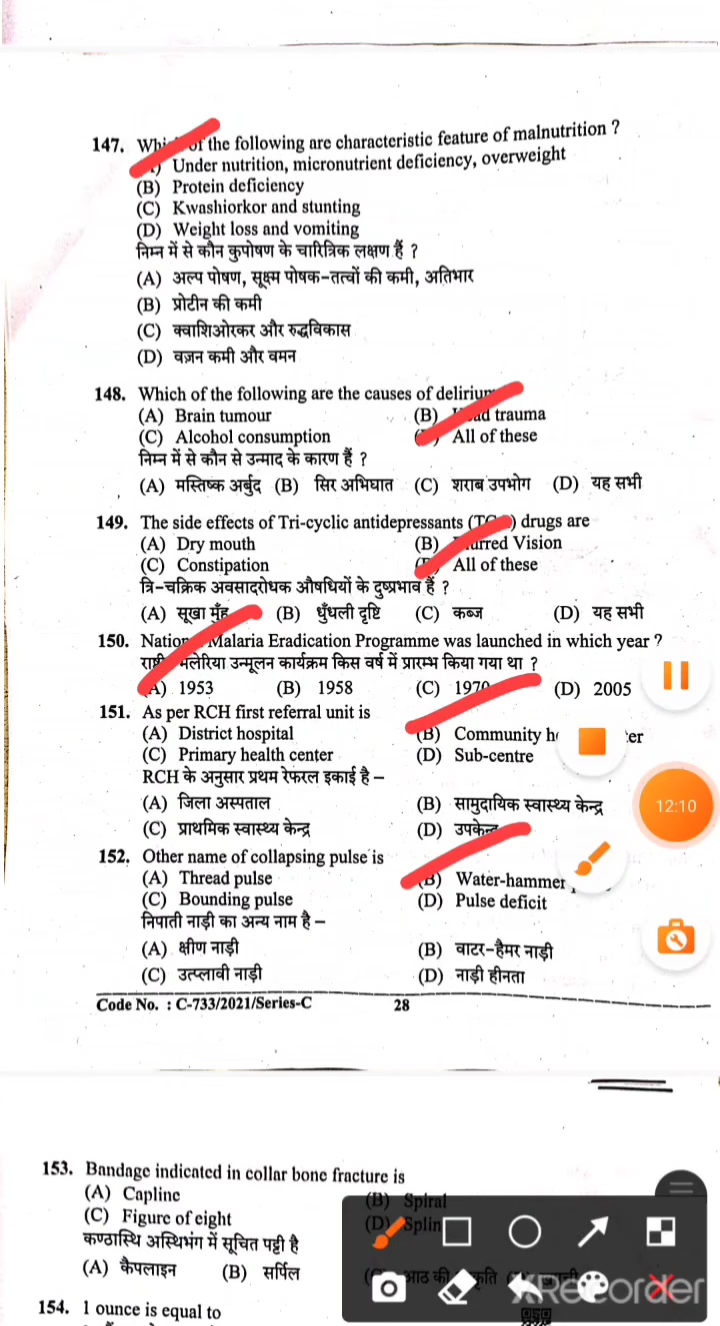 147. of the following are characteristic feature of malnutrition ?
) Under nutrition, micronutrient deficiency, overweight
(B) Protein deficiency
(C) Kwashiorkor and stunting
(D) Weight loss and vomiting
निम्न में से कौन कुपोषण के चारित्रिक लक्षण हैं ?
(A) अल्प पोषण, सूक्ष्म पोषक-तत्वों की कमी, अतिभार
(B) प्रोटीन की कमी
(C) क्वाशिओरकर और रुद्धविकास
(D) वज़न कमी और वमन
148. Which of the following are the causes of
(A) Brain tumour (B) trauma
(C) Alcohol consumption All of these
निम्न में से कौन से उन्माद के कारण हैं ?
(A) मस्तिष्क अर्बुद (B) सिर अभिघात (C) शराब उपभोग (D) यह सभी
149. The side effects of Tri-cyclic antidepressants ) drugs are
(A) Dry mouth (B) Vision
(C) Constipation All of these
त्रि-चक्रिक अवसादरोधक औषधियों के दुष्प्रभाव हैं ?
(A) सूखा मुँह (B) धुँधली दृष्टि (C) कब्ज (D) यह सभी
150. Malaria Eradication Programme was launched in which year ?
मलेरिया उन्मूलन कार्यक्रम किस वर्ष में प्रारम्भ किया गया था ?
A) 1953 (B) 1958 (C) (D) 2005
151. As per RCH first referral unit is
(A) District hospital (B) Community
(C) Primary health center (D) Sub-centre
RCH के अनुसार प्रथम रेफरल इकाई है –
(A) जिला अस्पताल (B) सामुदायिक स्वास्थ्य केन्द्र
(C) प्राथमिक स्वास्थ्य केन्द्र (D)
152. Other name of collapsing pulse is
(A) Thread pulse (B) Water-hammer
(C) Bounding pulse (D) Pulse deficit
निपाती नाड़ी का अन्य नाम है –
(A) क्षीण नाड़ी (B) वाटर-हैमर नाड़ी
(C) उत्प्लावी नाड़ी (D) नाड़ी हीनता
Code No. : C-733/2021/Series-C 28
12:10
153. Bandage indicated in collar bone fracture is
(A) Capline (B) Spiral
(C) Figure of eight (D) Splin
कण्ठास्थि अस्थिभंग में सूचित पट्टी है
(A) कैपलाइन (B) सर्पिल आठ की
XRecorder
154. 1 ounce is equal to